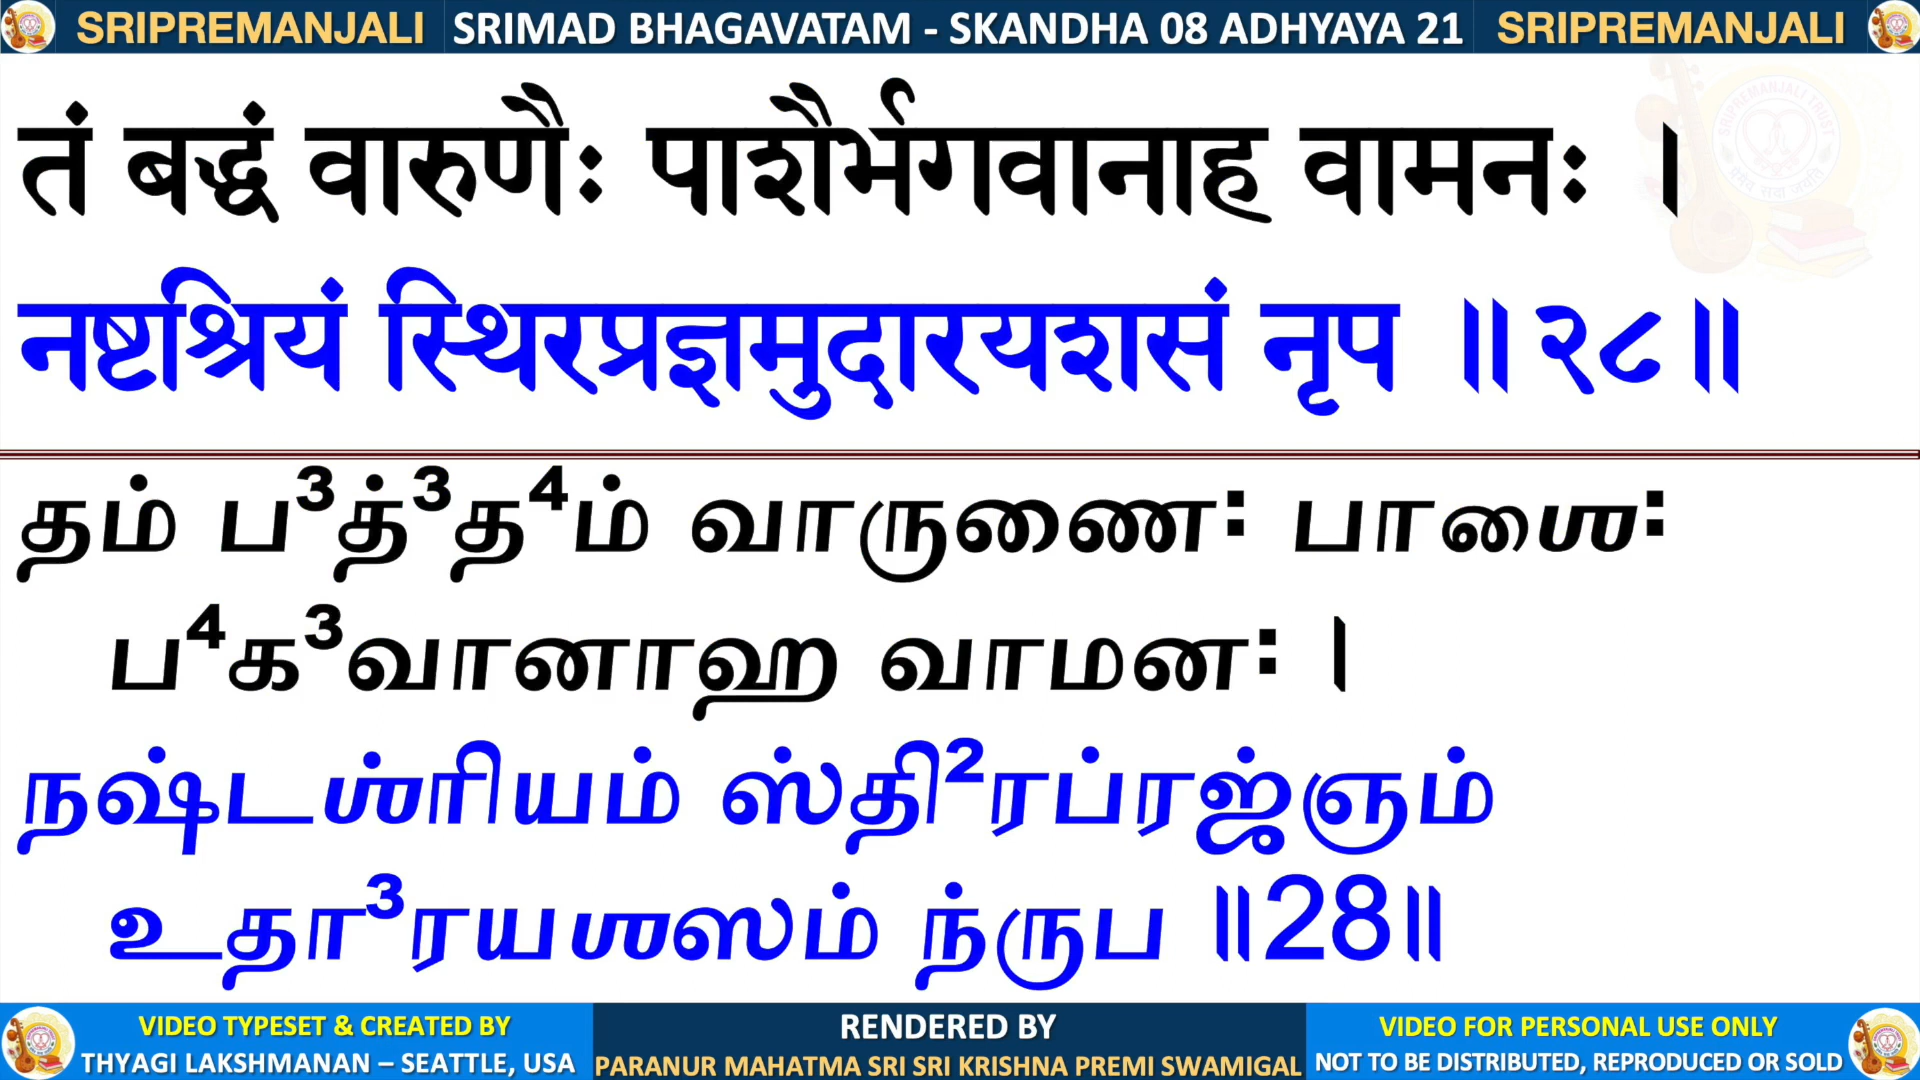 SRIPREMANJALI SRIMAD BHAGAVATAM - SKANDHA 08 ADHYAYA 21 SRIPREMANJALI
तं बद्धं वारुणैः पाशैर्भगवानाह वामनः ।
नष्टश्रियं स्थिरप्रज्ञमुदारयशसं नृप ॥२८॥
தம் ப³த்³த⁴ம் வாருணை꞉ பாஶை꞉
ப⁴க³வானாஹ வாமன꞉ ।
நஷ்டஶ்ரியம் ஸ்தி²ரப்ரஜ்ஞம்
உதா³ரயஶஸம் ந்ருப ॥28॥
VIDEO TYPESET & CREATED BY
THYAGI LAKSHMANAN – SEATTLE, USA
RENDERED BY
PARANUR MAHATMA SRI SRI KRISHNA PREMI SWAMIGAL
VIDEO FOR PERSONAL USE ONLY
NOT TO BE DISTRIBUTED, REPRODUCED OR SOLD